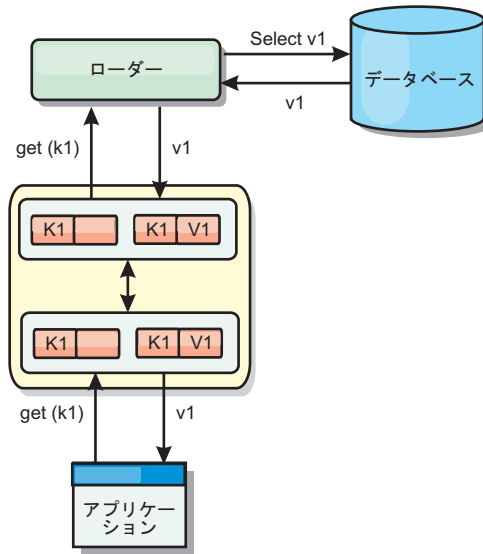 Select v1
ローダー
データベース
v1
get (k1)
v1
K1
K1 V1
K1
K1 V1
get (k1)
v1
アプリケー
ション